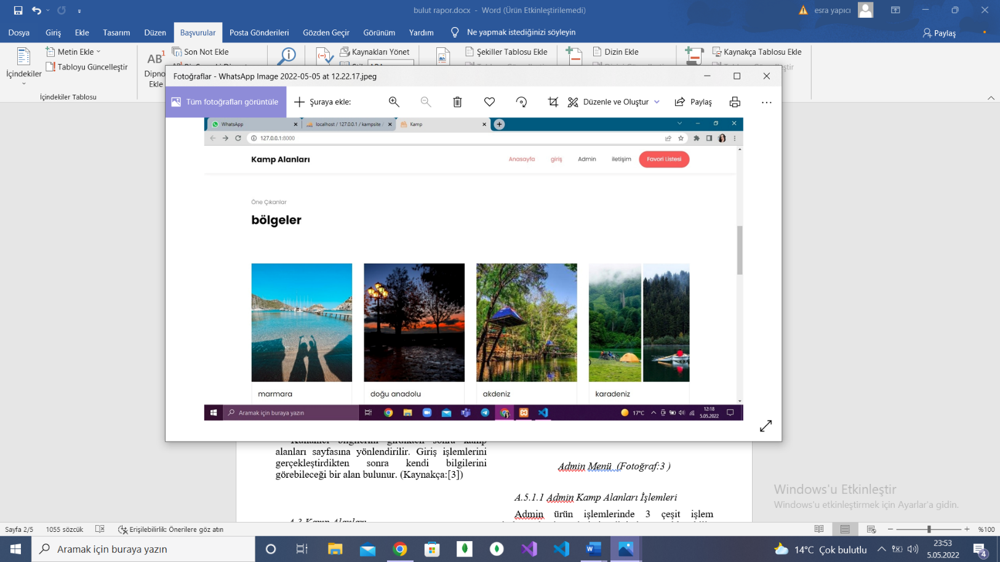 bulut rapor.docx - Word (Ürün Etkinleştirilemedi)
esra yapıcı
Dosya Giriş Ekle Tasarım Düzen Başvurular Posta Gönderileri Gözden Geçir Görünüm Yardım Ne yapmak istediğinizi söyleyin Paylaş
İçindekiler
Metin Ekle
Tabloyu Güncelleştir
İçindekiler Tablosu
AB1
Dipno
Ekle
Son Not Ekle
Kaynakları Yönet
Şekiller Tablosu Ekle
Dizin Ekle
Kaynakça Tablosu Ekle
Fotoğraflar - WhatsApp Image 2022-05-05 at 12.22.17.jpeg
Tüm fotoğrafları görüntüle
Şuraya ekle:
Düzenle ve Oluştur
Paylaş
WhatsApp
localhost / 127.0.0.1 / kampsite /
Kamp
127.0.0.1:8000
Kamp Alanları
Anasayfa giriş Admin iletişim Favori Listesi
Öne Çıkanlar
bölgeler
marmara
doğu anadolu
akdeniz
karadeniz
Aramak için buraya yazın
17°C
12:18
5.05.2022
bilgilerini girdikten sonra kamp
alanları sayfasına yönlendirilir. Giriş işlemlerini
gerçekleştirdikten sonra kendi bilgilerini
görebileceği bir alan bulunur. (Kaynakça:[3])
A.3 Kamp Alanları
Admin Menü (Fotoğraf:3 )
A.5.1.1 Admin Kamp Alanları İşlemleri
Admin ürün işlemlerinde 3 çeşit işlem
Windows'u Etkinleştir
Windows'u etkinleştirmek için Ayarlar'a gidin.
Sayfa 2/5
1055 sözcük
Erişilebilirlik: Önerilere göz atın
%100
Aramak için buraya yazın
14°C Çok bulutlu
23:53
5.05.2022
4